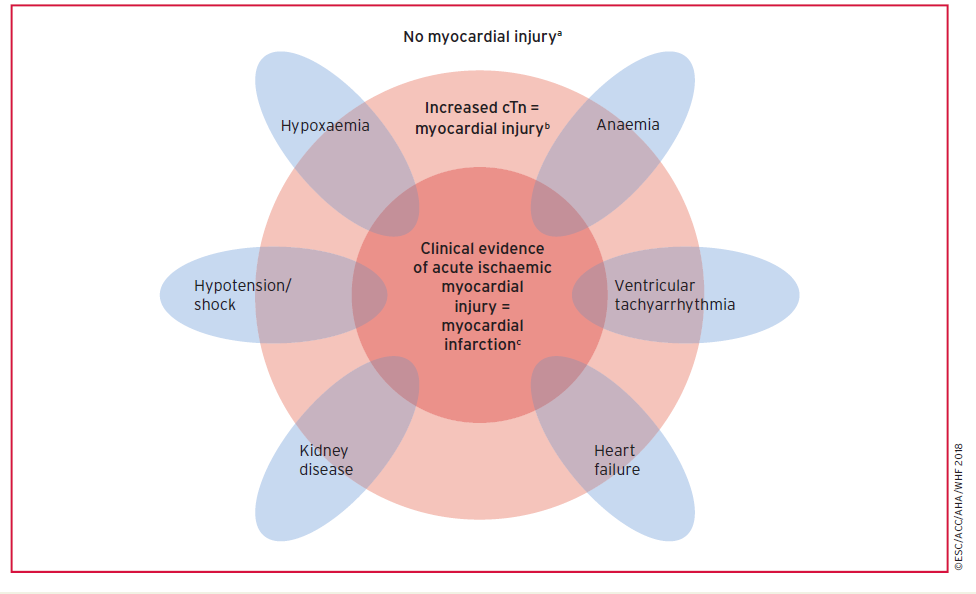 No myocardial injuryᵃ
Increased cTn =
myocardial injuryᵇ
Hypoxaemia
Anaemia
Clinical evidence
of acute ischaemic
myocardial
injury =
myocardial
infarctionᶜ
Hypotension/
shock
Ventricular
tachyarrhythmia
Kidney
disease
Heart
failure
©ESC/ACC/AHA/WHF 2018